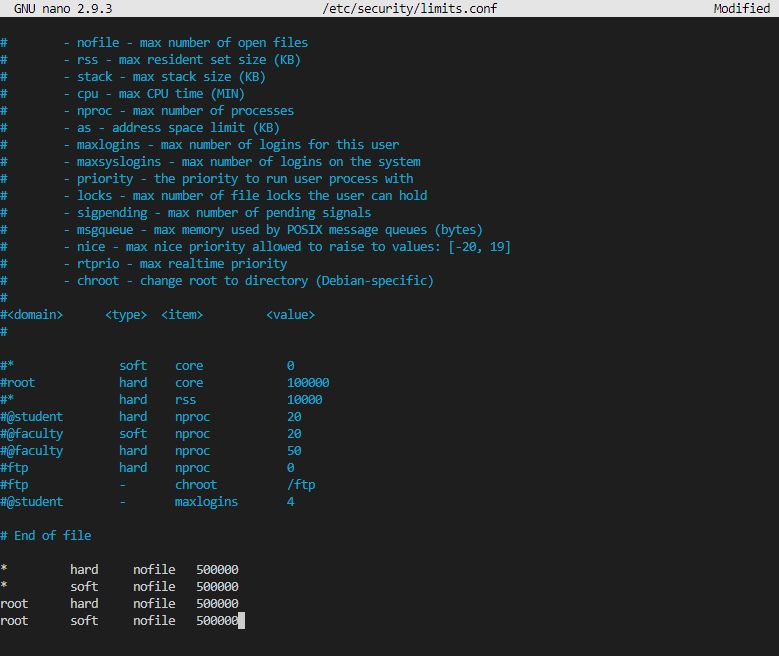 GNU nano 2.9.3 /etc/security/limits.conf Modified
# - nofile - max number of open files
# - rss - max resident set size (KB)
# - stack - max stack size (KB)
# - cpu - max CPU time (MIN)
# - nproc - max number of processes
# - as - address space limit (KB)
# - maxlogins - max number of logins for this user
# - maxsyslogins - max number of logins on the system
# - priority - the priority to run user process with
# - locks - max number of file locks the user can hold
# - sigpending - max number of pending signals
# - msgqueue - max memory used by POSIX message queues (bytes)
# - nice - max nice priority allowed to raise to values: [-20, 19]
# - rtprio - max realtime priority
# - chroot - change root to directory (Debian-specific)
#
#<domain> <type> <item> <value>
#
#* soft core 0
#root hard core 100000
#* hard rss 10000
#@student hard nproc 20
#@faculty soft nproc 20
#@faculty hard nproc 50
#ftp hard nproc 0
#ftp - chroot /ftp
#@student - maxlogins 4
# End of file
* hard nofile 500000
* soft nofile 500000
root hard nofile 500000
root soft nofile 500000